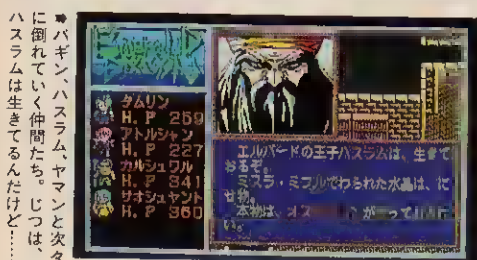 ➡バギン、ハスラム、ヤマンと次々
に倒れていく仲間たち。じつは、
ハスラムは生きてるんだけど……
タムリン
H.P 259
アトルシャン
H.P 227
カルシュワル
H.P 341
サオシュヤント
H.P 360
エルバードの王子ハスラムは、生きて
おるぞ。
ミスラ・ミフルでわられた水晶は、に
せ物。
本物は、オス が って
い。